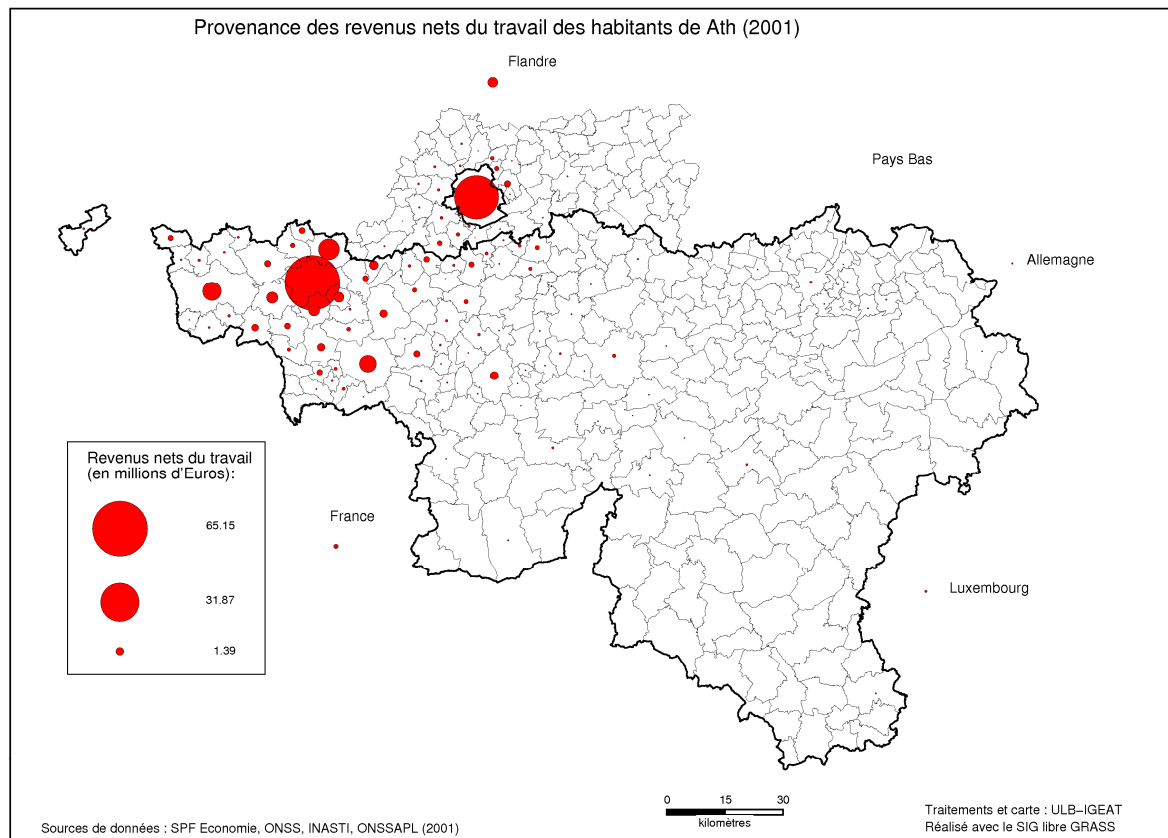 Provenance des revenus nets du travail des habitants de Ath (2001)
Flandre
Pays Bas
Allemagne
Revenus nets du travail
(en millions d'Euros):
65.15
31.87
1.39
France
Luxembourg
0 15 30
kilomètres
Sources de données : SPF Economie, ONSS, INASTI, ONSSAPL (2001)
Traitements et carte : ULB–IGEAT
Réalisé avec le SIG libre GRASS